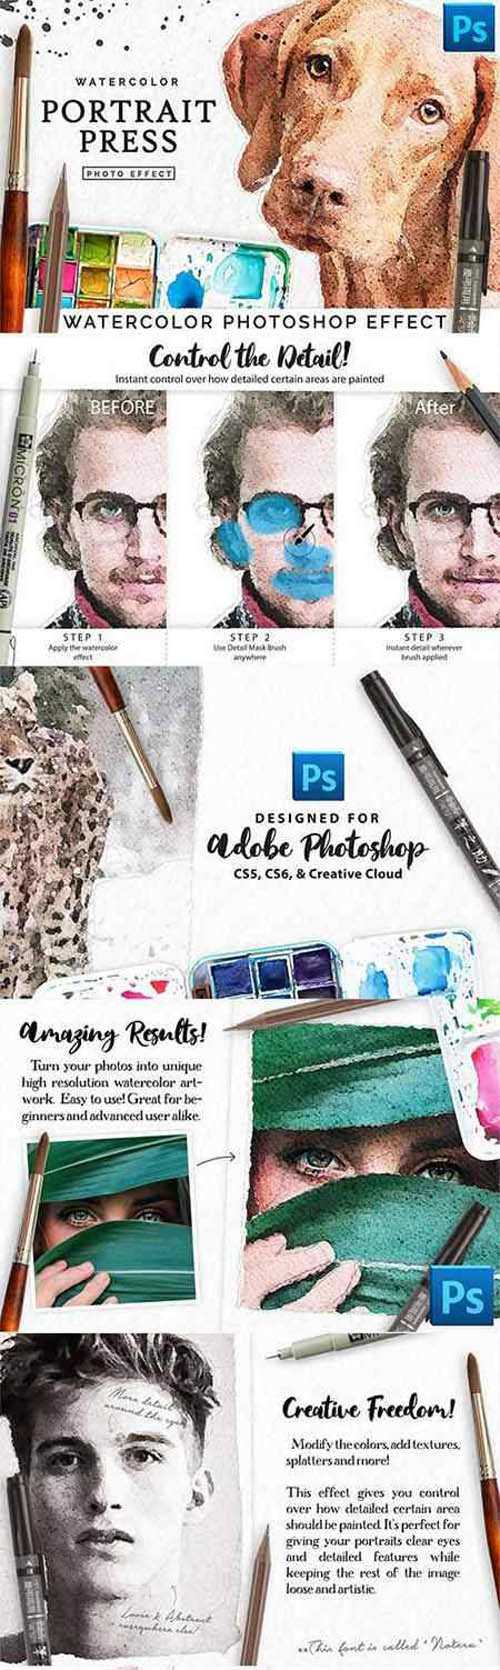 Ps
WATERCOLOR
PORTRAIT
PRESS
PHOTO EFFECT
WATERCOLOR PHOTOSHOP EFFECT
Control the Detail!
Instant control over how detailed certain areas are painted
BEFORE
After
MICRON 01
STEP 1
Apply the watercolor
effect
STEP 2
Use Detail Mask Brush
anywhere
STEP 3
Instant detail wherever
brush applied
Ps
DESIGNED FOR
Adobe Photoshop
CS5, CS6, & Creative Cloud
Amazing Results!
Turn your photos into unique
high resolution watercolor art-
work. Easy to use! Great for be-
ginners and advanced user alike.
Ps
More detail
around the eyes
Loose & Abstract
everywhere else!
Creative Freedom!
Modify the colors, add textures,
splatters and more!
This effect gives you control
over how detailed certain area
should be painted. It's perfect for
giving your portraits clear eyes
and detailed features while
keeping the rest of the image
loose and artistic.
**This font is called "Natera"